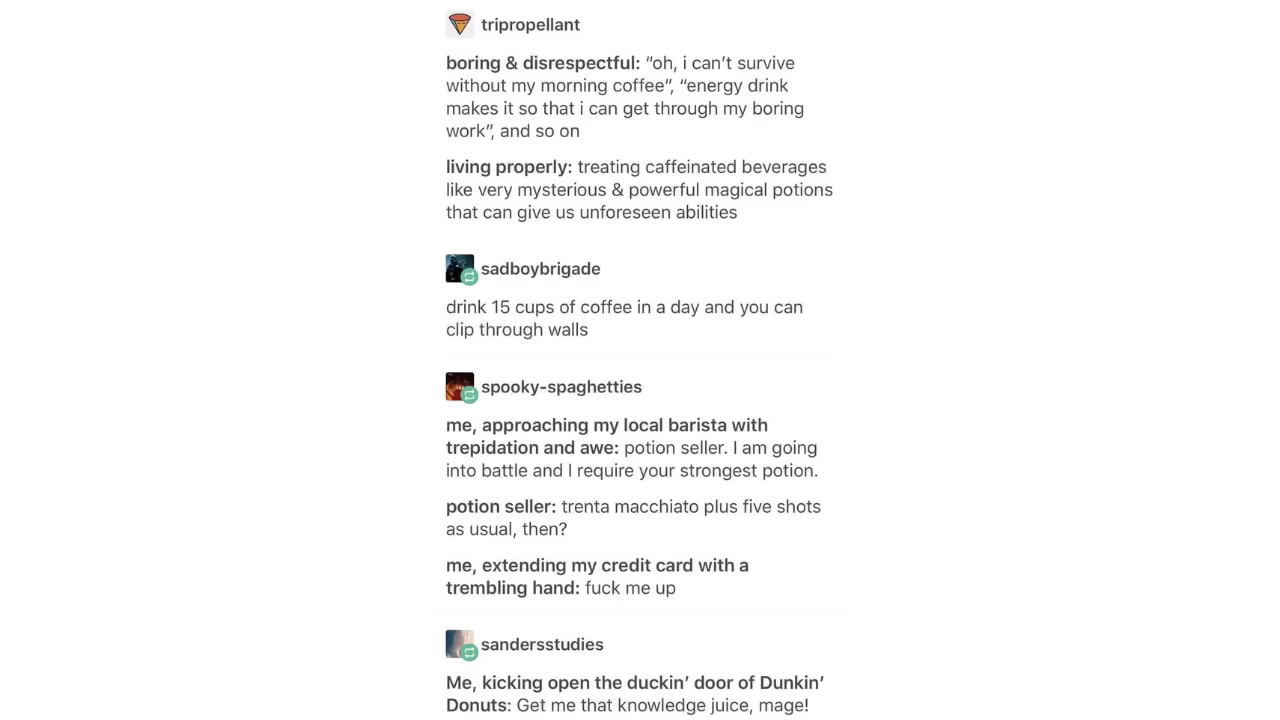 tripropellant
boring & disrespectful: “oh, i can’t survive
without my morning coffee”, “energy drink
makes it so that i can get through my boring
work”, and so on
living properly: treating caffeinated beverages
like very mysterious & powerful magical potions
that can give us unforeseen abilities
sadboybrigade
drink 15 cups of coffee in a day and you can
clip through walls
spooky-spaghetties
me, approaching my local barista with
trepidation and awe: potion seller. I am going
into battle and I require your strongest potion.
potion seller: trenta macchiato plus five shots
as usual, then?
me, extending my credit card with a
trembling hand: fuck me up
sandersstudies
Me, kicking open the duckin’ door of Dunkin’
Donuts: Get me that knowledge juice, mage!